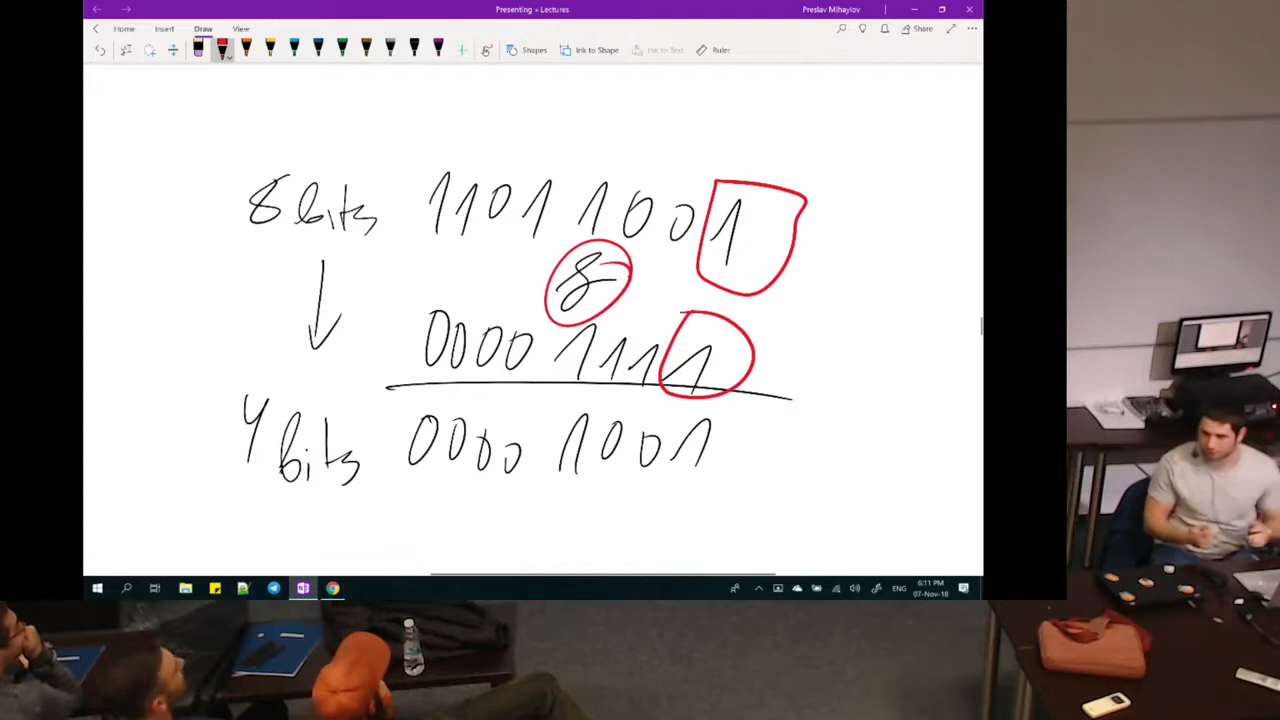 Presenting » Lectures
Preslav Mihaylov
Home Insert Draw View
Share
Shapes Ink to Shape Ink to Text Ruler
8 bits 1101 1001
&
0000 1111
4 bits 0000 1001
ENG
6:11 PM
07-Nov-18